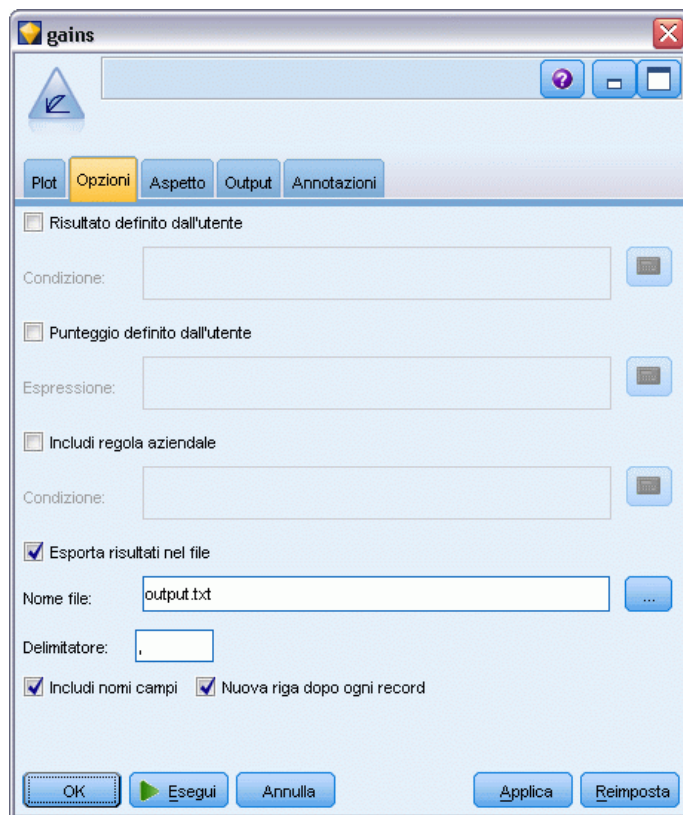 gains
Plot Opzioni Aspetto Output Annotazioni
Risultato definito dall'utente
Condizione:
Punteggio definito dall'utente
Espressione:
Includi regola aziendale
Condizione:
Esporta risultati nel file
Nome file: output.txt ...
Delimitatore: ,
Includi nomi campi Nuova riga dopo ogni record
OK Esegui Annulla Applica Reimposta